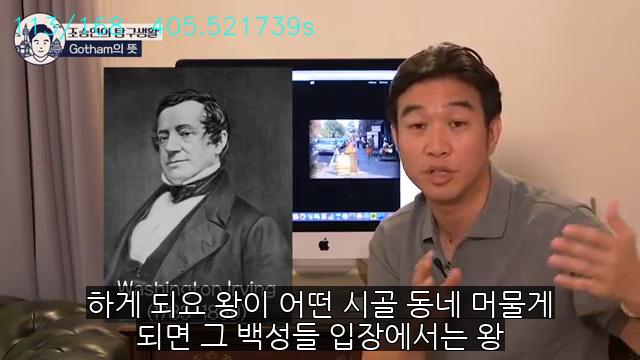 113/168, 405.521739s
조승연의 탐구생활
Gotham의 뜻
Washington Irving
하게 되요 왕이 어떤 시골 동네 머물게
되면 그 백성들 입장에서는 왕